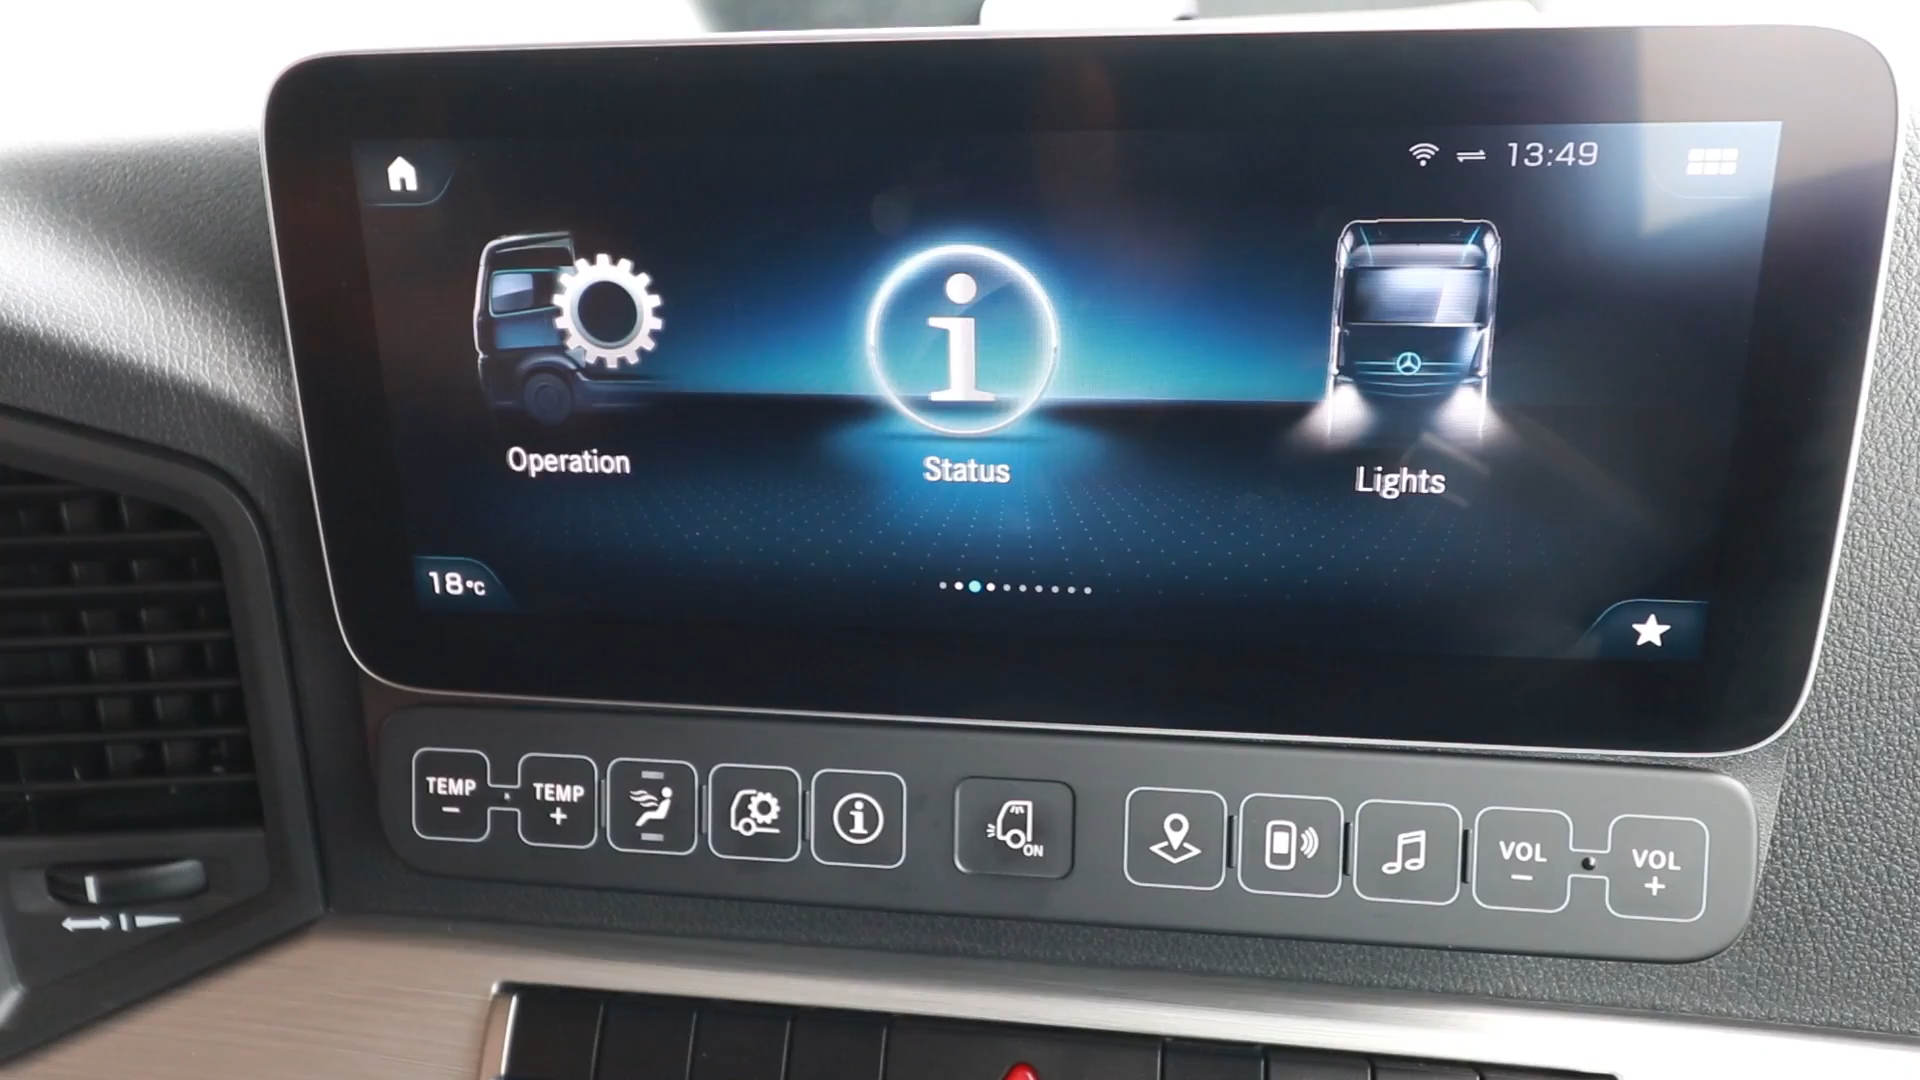 13:49
Operation
Status
Lights
18°C
TEMP
−
TEMP
+
i
ON
VOL
−
VOL
+